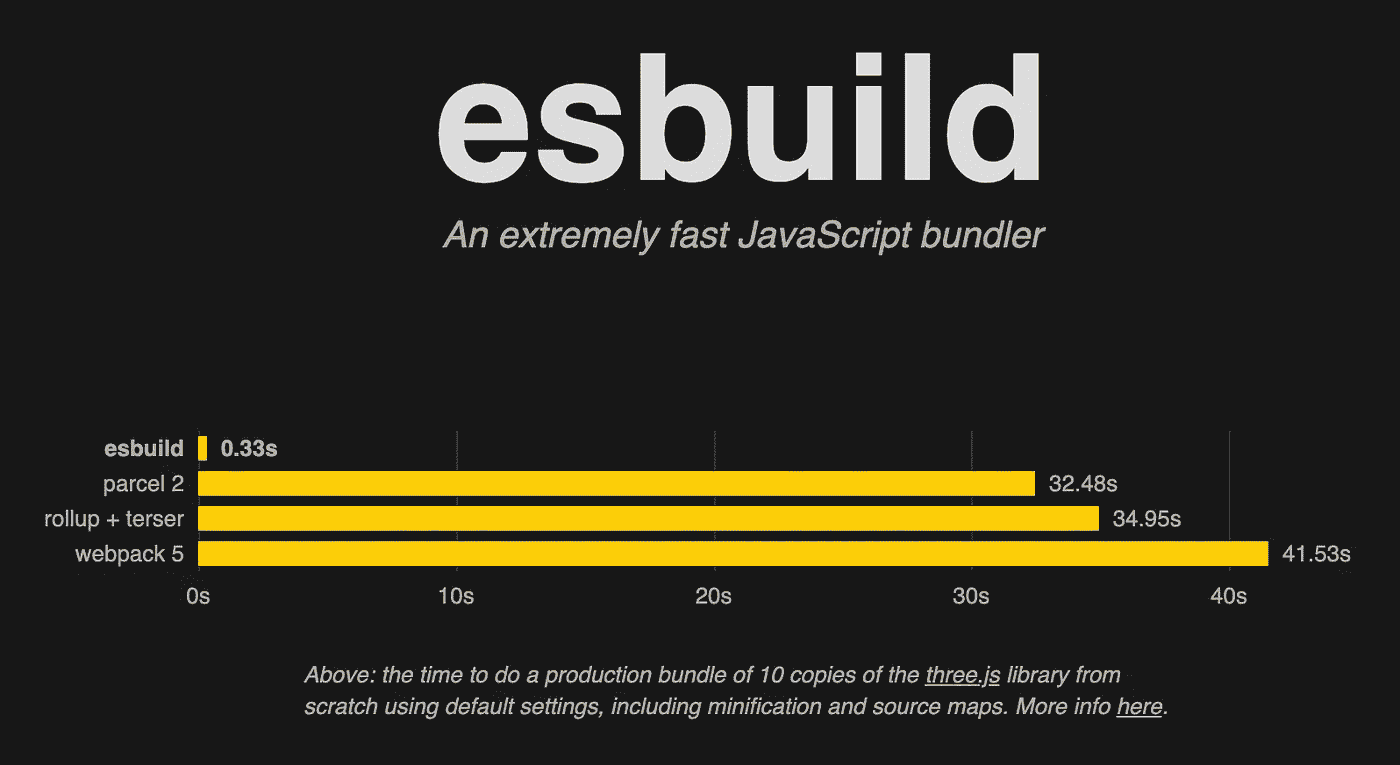 esbuild
An extremely fast JavaScript bundler
esbuild 0.33s
parcel 2 32.48s
rollup + terser 34.95s
webpack 5 41.53s
0s 10s 20s 30s 40s
Above: the time to do a production bundle of 10 copies of the three.js library from
scratch using default settings, including minification and source maps. More info here.